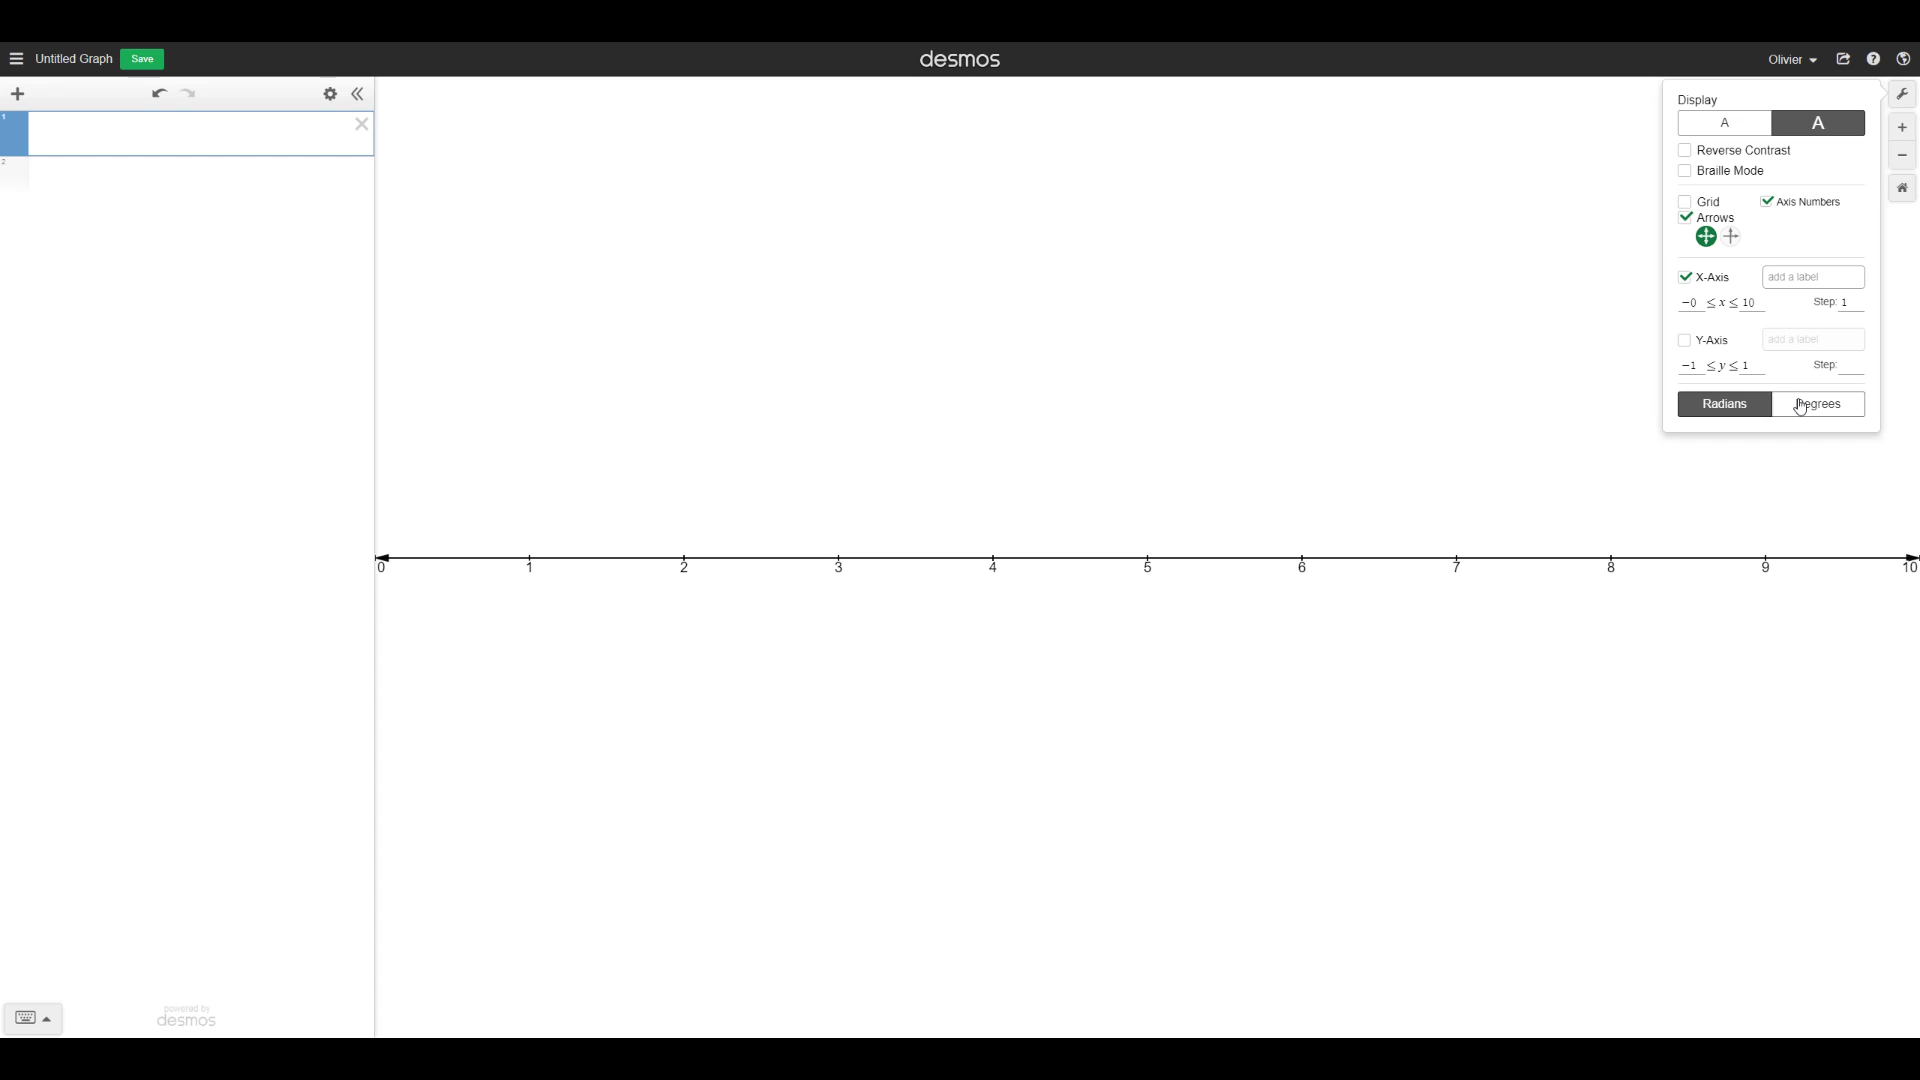 Untitled Graph Save desmos Olivier
Display
A A
Reverse Contrast
Braille Mode
Grid Axis Numbers
Arrows
X-Axis add a label
−0 ≤ x ≤ 10 Step: 1
Y-Axis add a label
−1 ≤ y ≤ 1 Step:
Radians Degrees
1
2
0 1 2 3 4 5 6 7 8 9 10
powered by
desmos